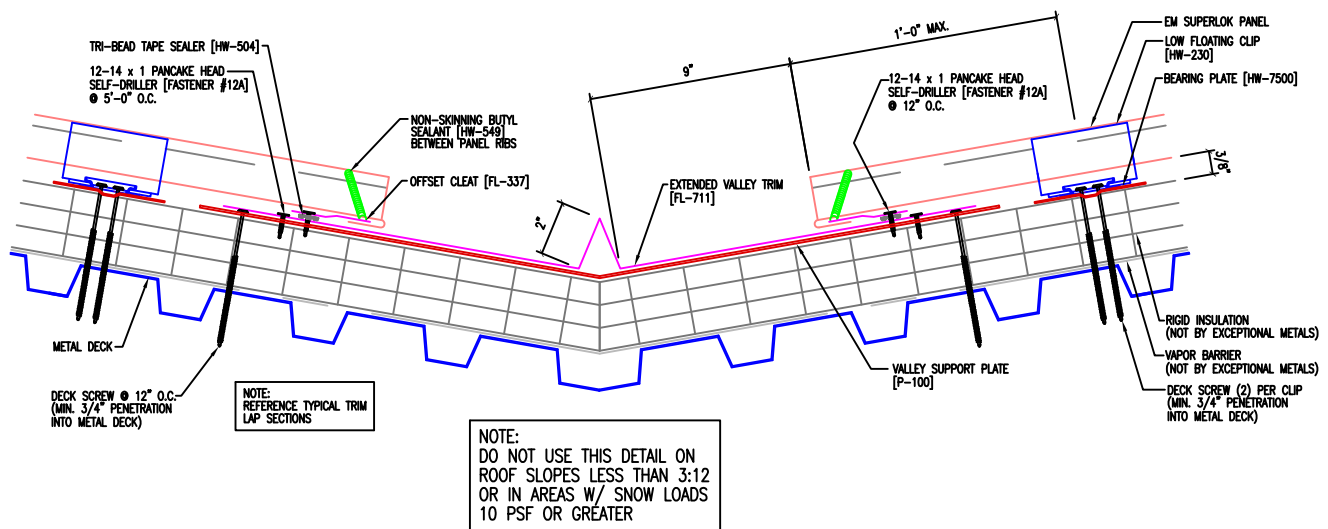 TRI-BEAD TAPE SEALER [HW-504]
12-14 x 1 PANCAKE HEAD
SELF-DRILLER [FASTENER #12A]
@ 5'-0" O.C.
NON-SKINNING BUTYL
SEALANT [HW-549]
BETWEEN PANEL RIBS
OFFSET CLEAT [FL-337]
2"
9"
1'-0" MAX.
EXTENDED VALLEY TRIM
[FL-711]
12-14 x 1 PANCAKE HEAD
SELF-DRILLER [FASTENER #12A]
@ 12" O.C.
EM SUPERLOK PANEL
LOW FLOATING CLIP
[HW-230]
BEARING PLATE [HW-7500]
3/8"
METAL DECK
DECK SCREW @ 12" O.C.
(MIN. 3/4" PENETRATION
INTO METAL DECK)
NOTE:
REFERENCE TYPICAL TRIM
LAP SECTIONS
NOTE:
DO NOT USE THIS DETAIL ON
ROOF SLOPES LESS THAN 3:12
OR IN AREAS W/ SNOW LOADS
10 PSF OR GREATER
VALLEY SUPPORT PLATE
[P-100]
RIGID INSULATION
(NOT BY EXCEPTIONAL METALS)
VAPOR BARRIER
(NOT BY EXCEPTIONAL METALS)
DECK SCREW (2) PER CLIP
(MIN. 3/4" PENETRATION
INTO METAL DECK)